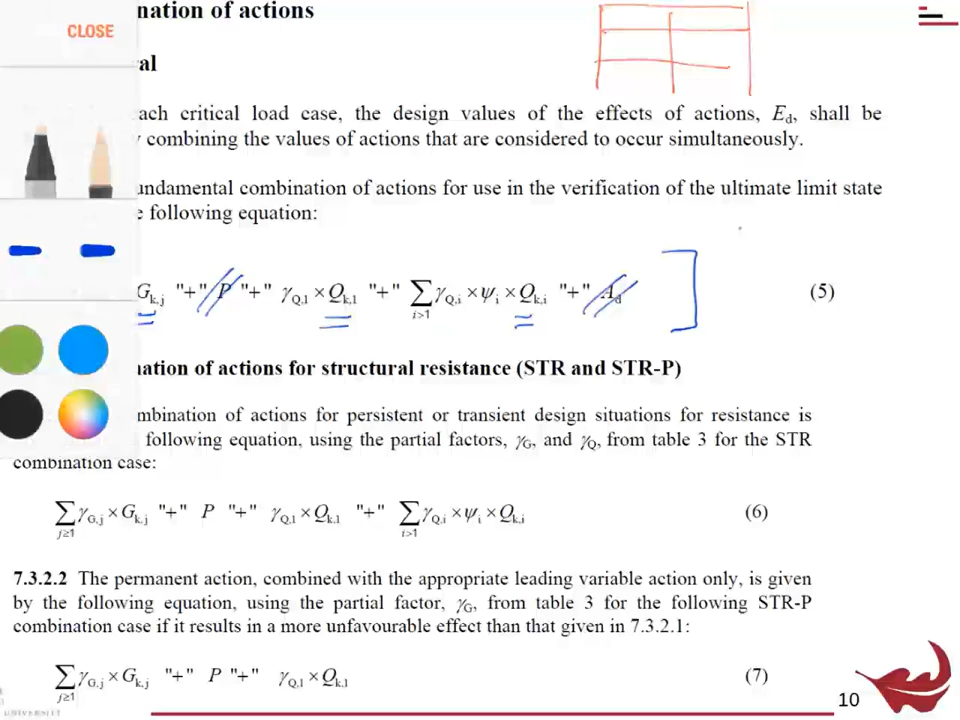 CLOSE
nation of actions
ral
ach critical load case, the design values of the effects of actions, Ed, shall be
combining the values of actions that are considered to occur simultaneously.
undamental combination of actions for use in the verification of the ultimate limit state
e following equation:
Gk,j "+" P "+" γQ,1 × Qk,1 "+" ∑i>1 γQ,i × ψi × Qk,i "+" Ad (5)
nation of actions for structural resistance (STR and STR-P)
mbination of actions for persistent or transient design situations for resistance is
following equation, using the partial factors, γG, and γQ, from table 3 for the STR
combination case:
∑j≥1 γG,j × Gk,j "+" P "+" γQ,1 × Qk,1 "+" ∑i>1 γQ,i × ψi × Qk,i (6)
7.3.2.2 The permanent action, combined with the appropriate leading variable action only, is given
by the following equation, using the partial factor, γG, from table 3 for the following STR-P
combination case if it results in a more unfavourable effect than that given in 7.3.2.1:
∑j≥1 γG,j × Gk,j "+" P "+" γQ,1 × Qk,1 (7)
10